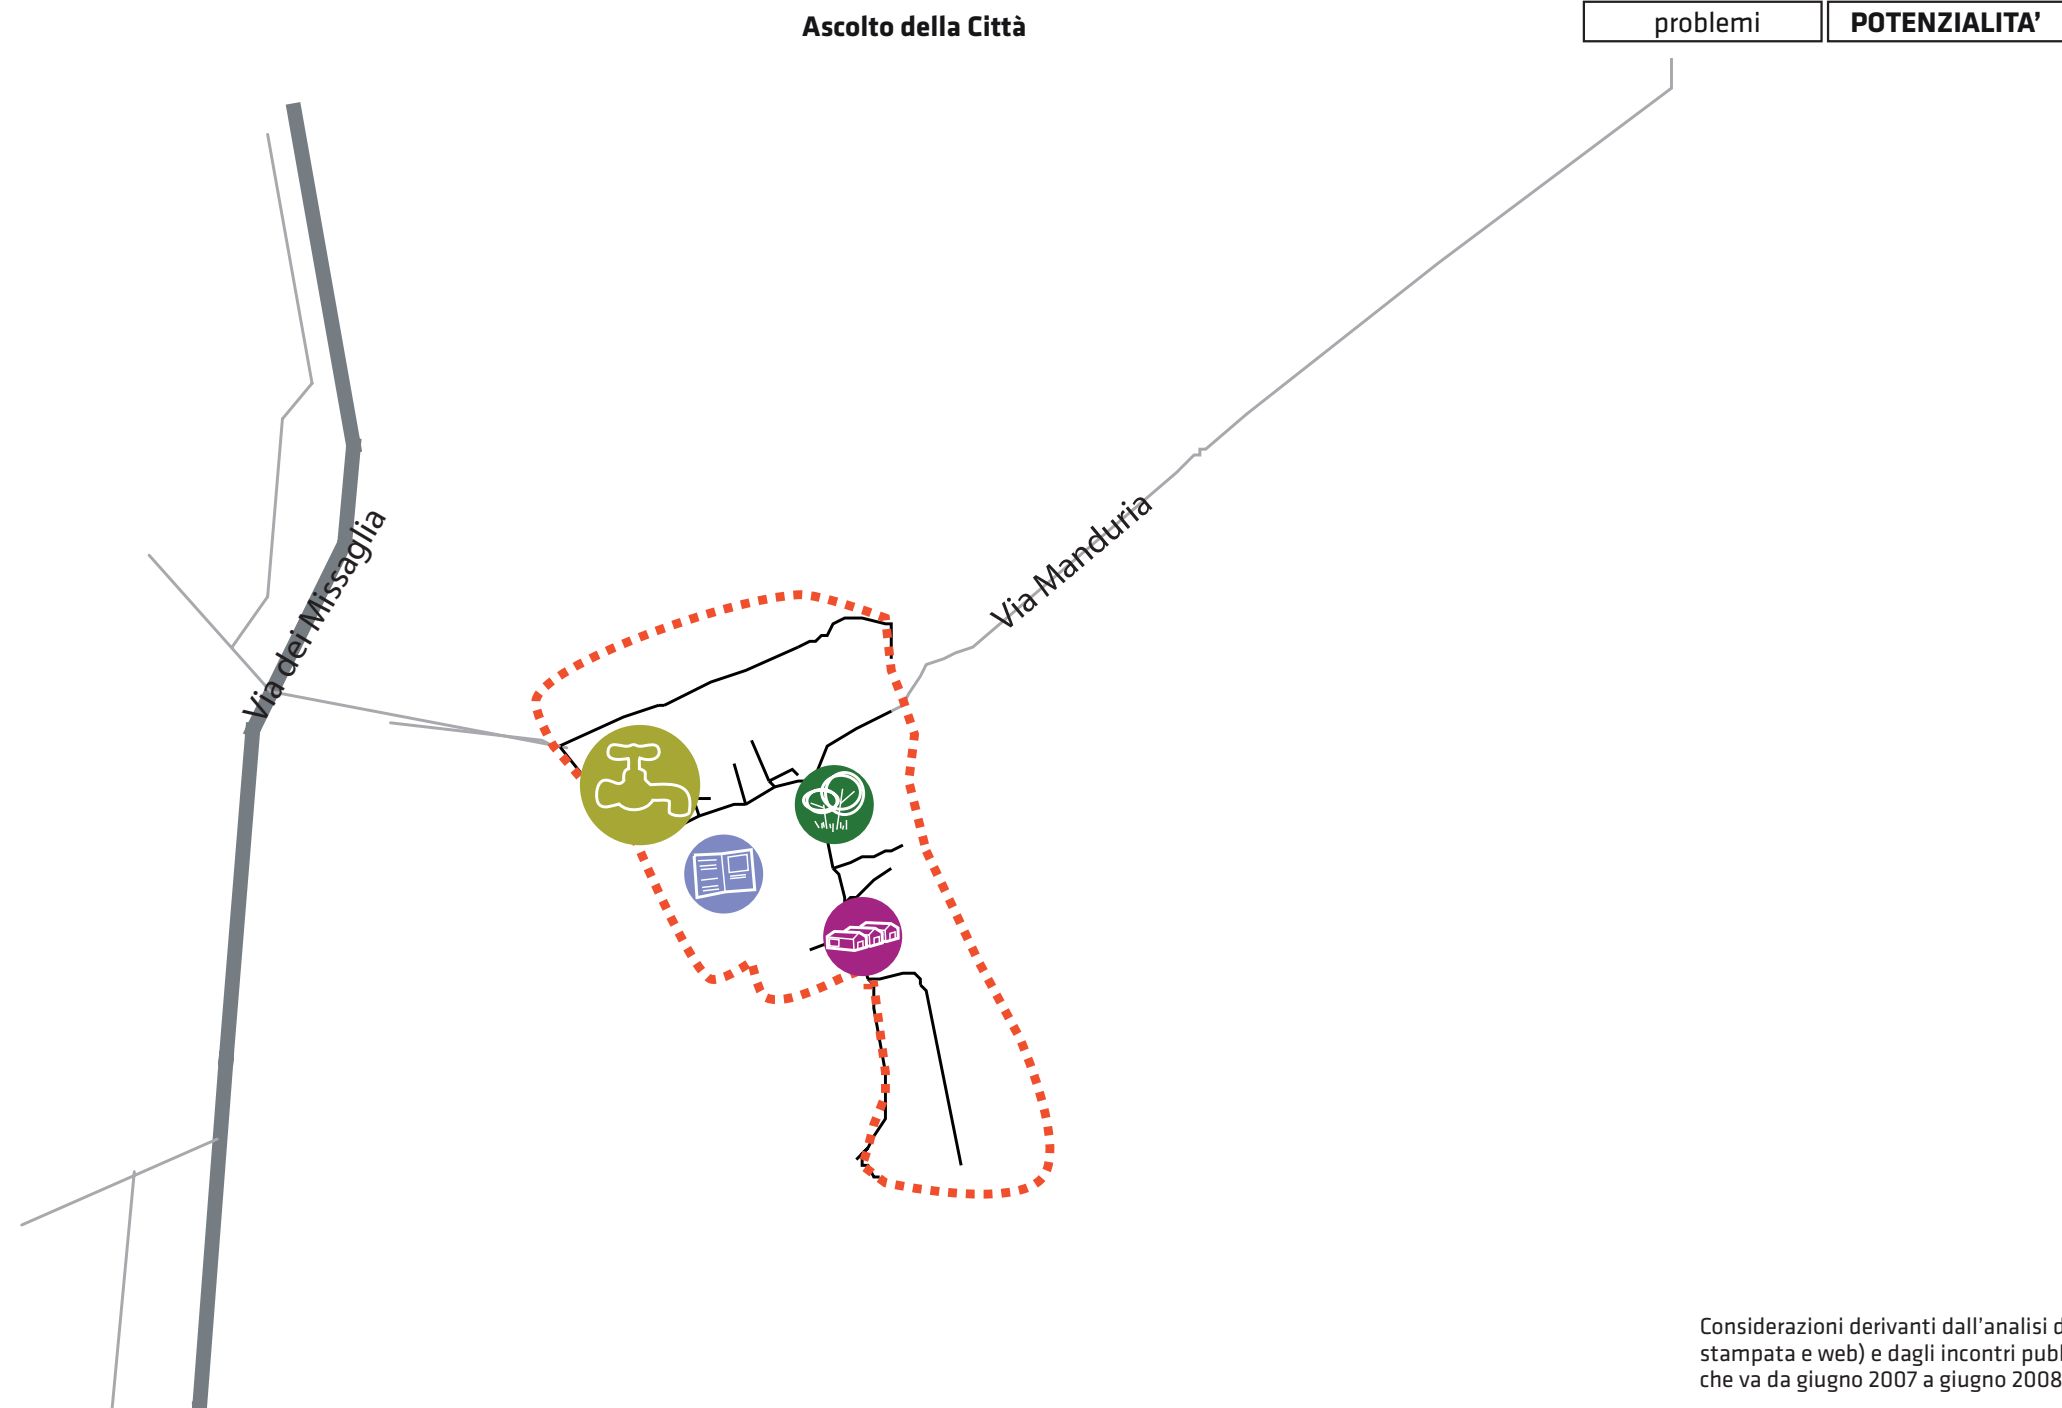 Ascolto della Città
problemi
POTENZIALITA’
Via dei Missaglia
Via Manduria
Considerazioni derivanti dall’analisi
stampata e web) e dagli incontri
che va da giugno 2007 a giugno 2008